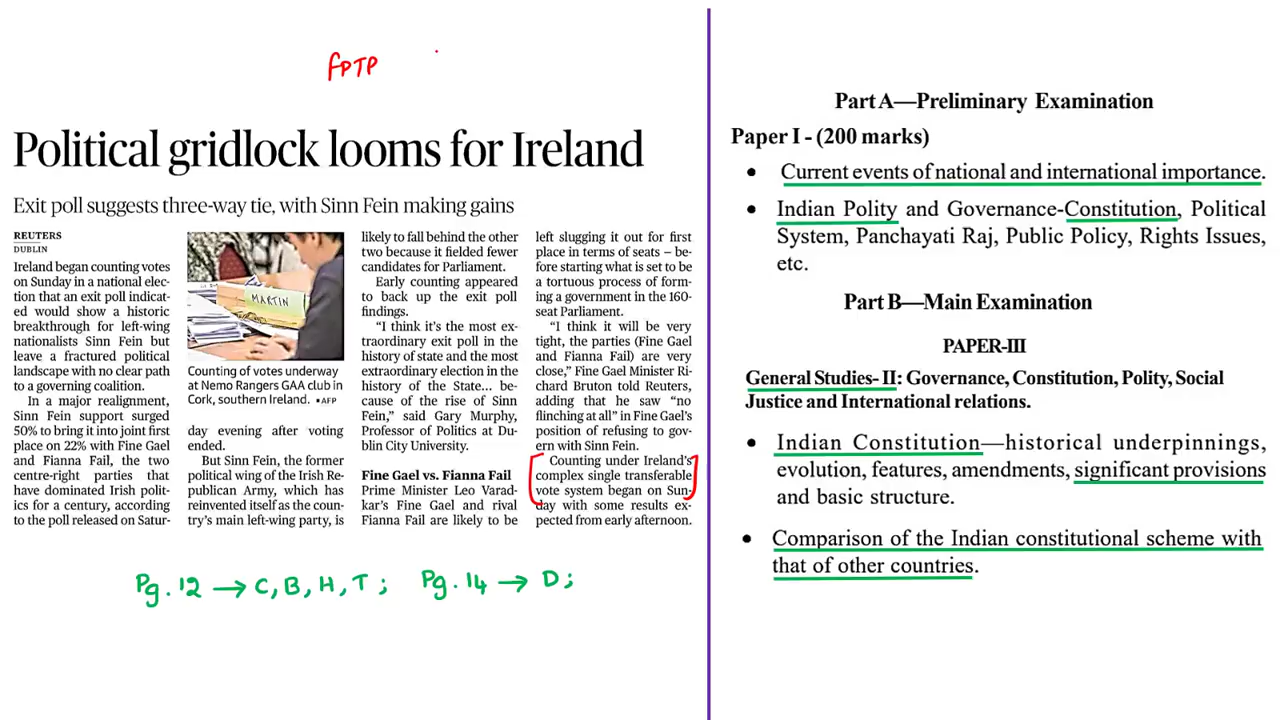 fPTP
Political gridlock looms for Ireland
Exit poll suggests three-way tie, with Sinn Fein making gains
REUTERS
DUBLIN
Ireland began counting votes
on Sunday in a national elec-
tion that an exit poll indicat-
ed would show a historic
breakthrough for left-wing
nationalists Sinn Fein but
leave a fractured political
landscape with no clear path
to a governing coalition.
In a major realignment,
Sinn Fein support surged
50% to bring it into joint first
place on 22% with Fine Gael
and Fianna Fail, the two
centre-right parties that
have dominated Irish polit-
ics for a century, according
to the poll released on Satur-
MARTIN
Counting of votes underway
at Nemo Rangers GAA club in
Cork, southern Ireland. ▪AFP
day evening after voting
ended.
But Sinn Fein, the former
political wing of the Irish Re-
publican Army, which has
reinvented itself as the coun-
try's main left-wing party, is
likely to fall behind the other
two because it fielded fewer
candidates for Parliament.
Early counting appeared
to back up the exit poll
findings.
"I think it's the most ex-
traordinary exit poll in the
history of state and the most
extraordinary election in the
history of the State... be-
cause of the rise of Sinn
Fein," said Gary Murphy,
Professor of Politics at Du-
blin City University.
Fine Gael vs. Fianna Fail
Prime Minister Leo Varad-
kar's Fine Gael and rival
Fianna Fail are likely to be
left slugging it out for first
place in terms of seats – be-
fore starting what is set to be
a tortuous process of form-
ing a government in the 160-
seat Parliament.
"I think it will be very
tight, the parties (Fine Gael
and Fianna Fail) are very
close," Fine Gael Minister Ri-
chard Bruton told Reuters,
adding that he saw "no
flinching at all" in Fine Gael's
position of refusing to gov-
ern with Sinn Fein.
Counting under Ireland's
complex single transferable
vote system began on Sun-
day with some results ex-
pected from early afternoon.
Pg. 12 → C, B, H, T ; Pg. 14 → D;
Part A—Preliminary Examination
Paper I - (200 marks)
• Current events of national and international importance.
• Indian Polity and Governance-Constitution, Political
System, Panchayati Raj, Public Policy, Rights Issues,
etc.
Part B—Main Examination
PAPER-III
General Studies- II: Governance, Constitution, Polity, Social
Justice and International relations.
• Indian Constitution—historical underpinnings,
evolution, features, amendments, significant provisions
and basic structure.
• Comparison of the Indian constitutional scheme with
that of other countries.